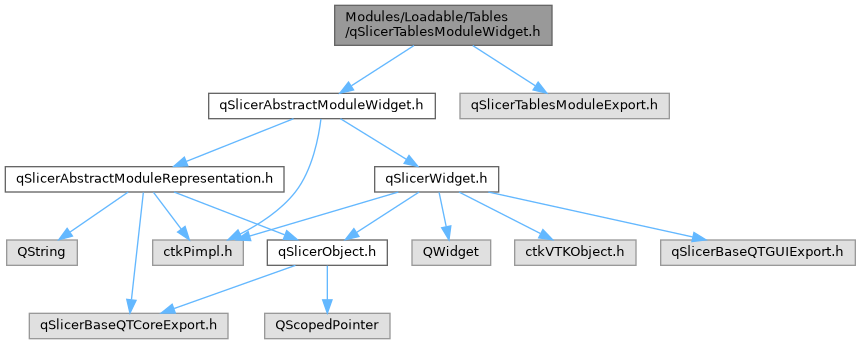 Modules/Loadable/Tables
/qSlicerTablesModuleWidget.h
qSlicerAbstractModuleWidget.h
qSlicerTablesModuleExport.h
qSlicerAbstractModuleRepresentation.h
qSlicerWidget.h
QString
ctkPimpl.h
qSlicerObject.h
QWidget
ctkVTKObject.h
qSlicerBaseQTGUIExport.h
qSlicerBaseQTCoreExport.h
QScopedPointer